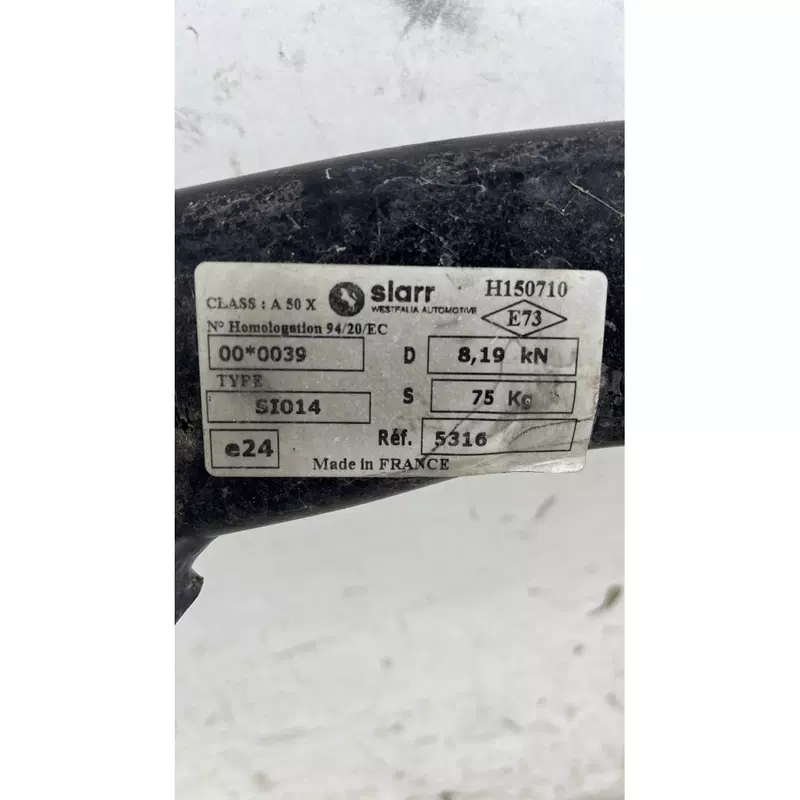 CLASS : A 50 X
siarr
WESTFALIA AUTOMOTIVE
H150710
E73
N° Homologation 94/20/EC
00*0039
D 8,19 kN
TYPE
SI014
S 75 Kg
e24
Réf. 5316
Made in FRANCE